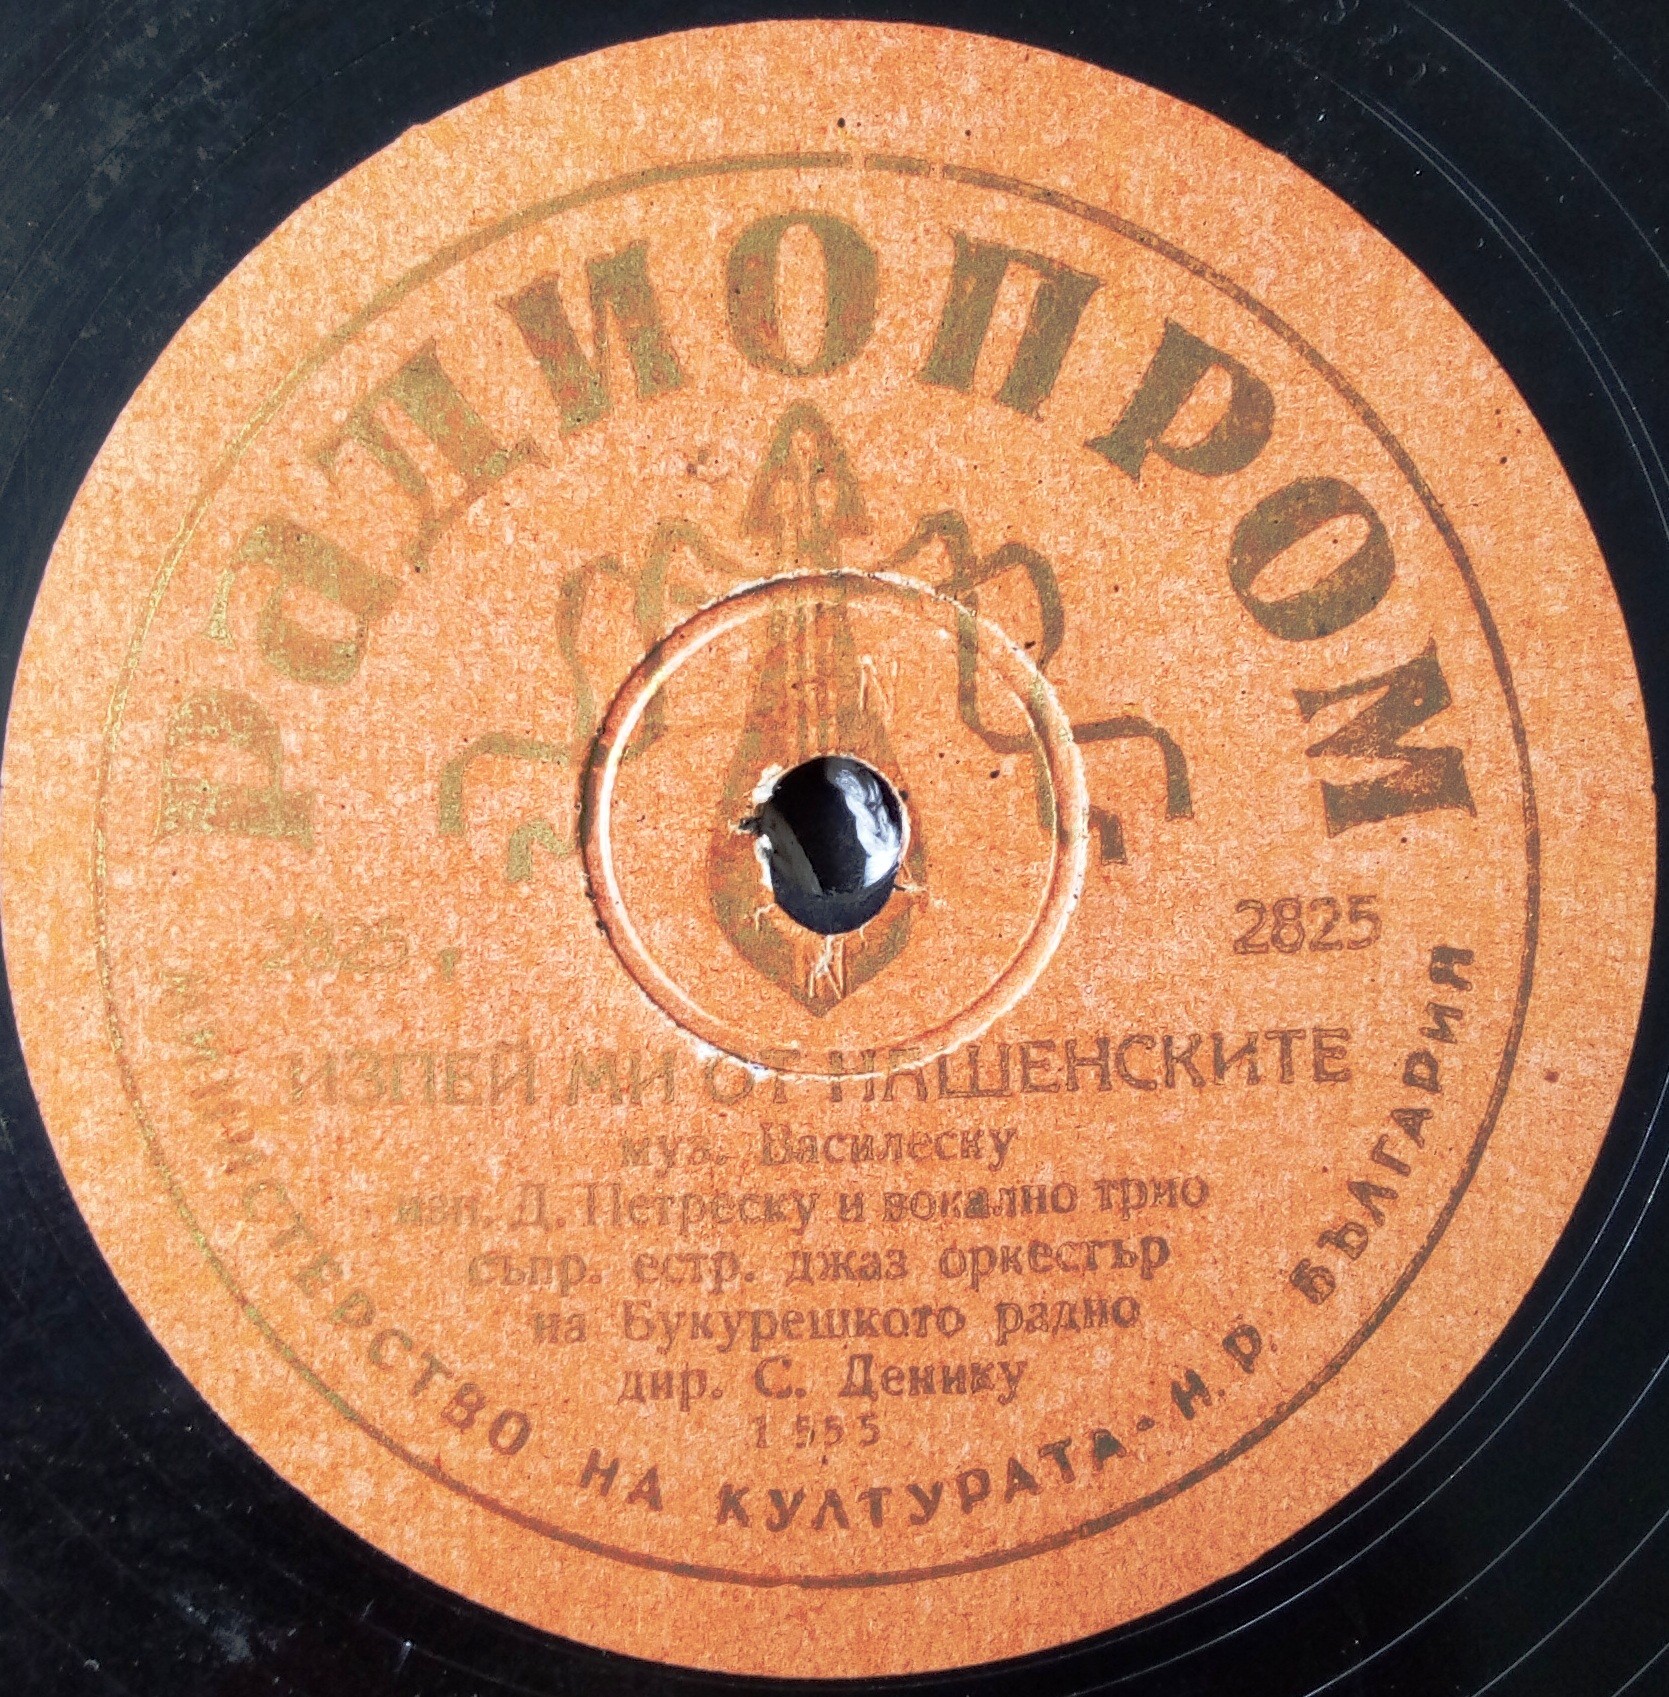 РАДИОПРОМ
2825 2825
ИЗПЕЙ МИ ОТ НАШЕНСКИТЕ
муз. Василеску
изп. Д. Петреску и вокално трио
съпр. естр. джаз оркестър
на Букурешкото радио
дир. С. Денику
1555
МИНИСТЕРСТВО НА КУЛТУРАТА - Н.Р. БЪЛГАРИЯ